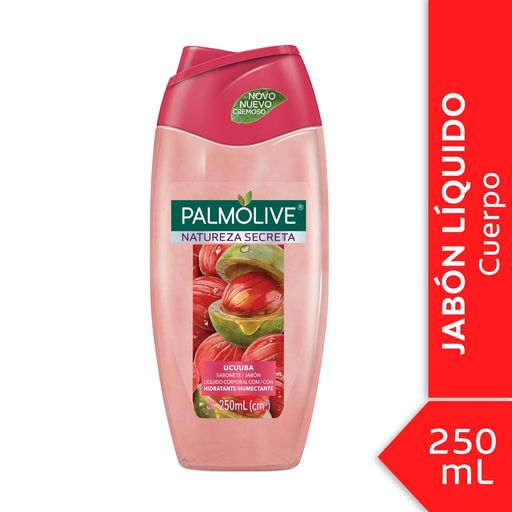 NOVO
NUEVO
CREMOSO
PALMOLIVE®
NATUREZA SECRETA
UCUUBA
SABONETE / JABÓN
LÍQUIDO CORPORAL COM / CON
HIDRATANTE/HUMECTANTE
250mL (cm³)
JABÓN LÍQUIDO
Cuerpo
250
mL